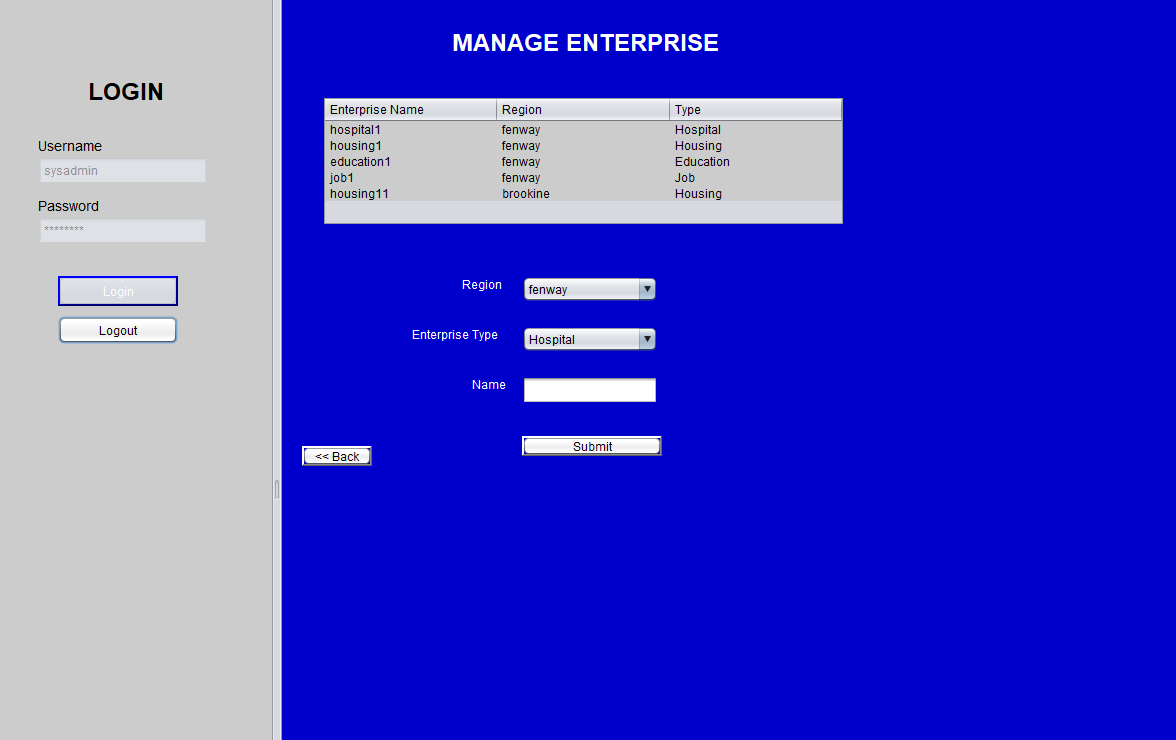 LOGIN
Username
sysadmin
Password
********
Login
Logout
MANAGE ENTERPRISE
Enterprise Name Region Type
hospital1 fenway Hospital
housing1 fenway Housing
education1 fenway Education
job1 fenway Job
housing11 brookine Housing
Region fenway
Enterprise Type Hospital
Name
Submit
<< Back